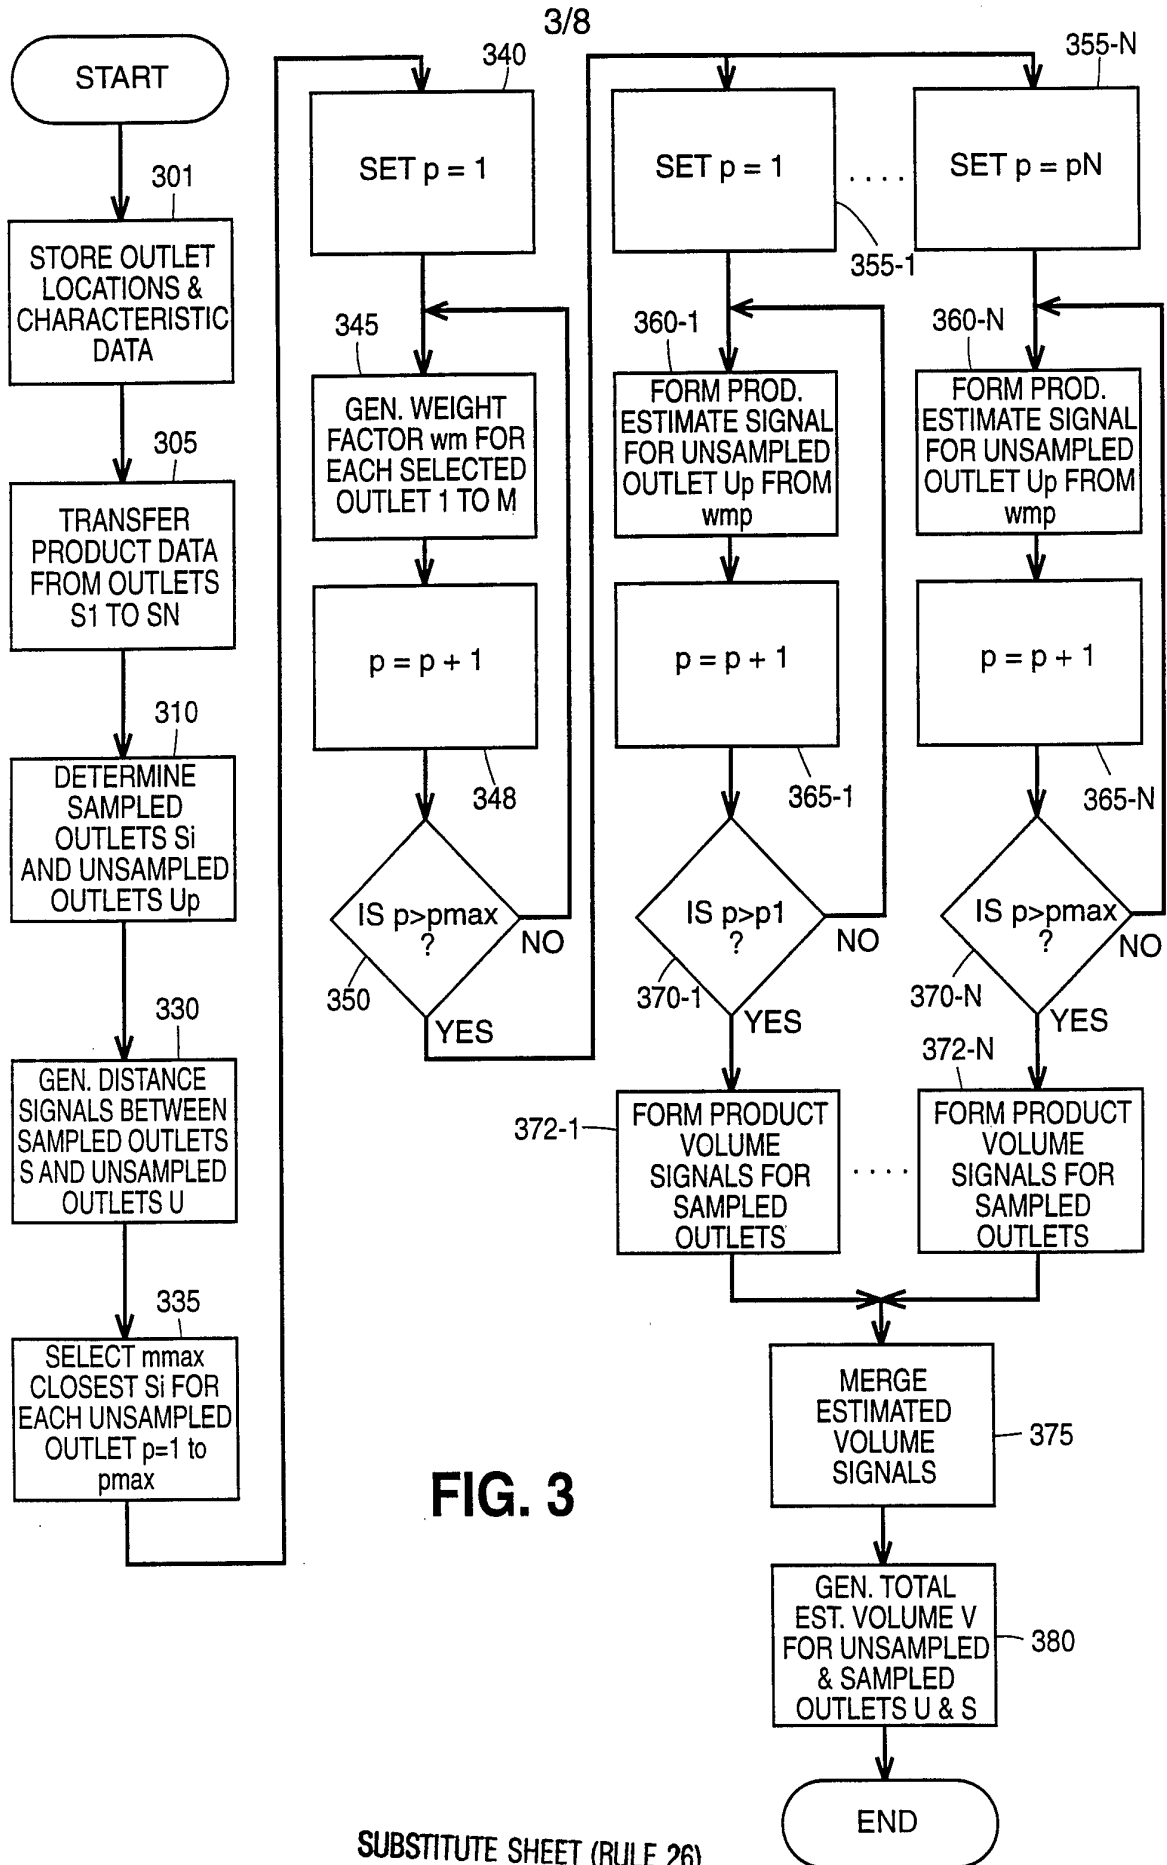 3/8
START
301
STORE OUTLET
LOCATIONS &
CHARACTERISTIC
DATA
305
TRANSFER
PRODUCT DATA
FROM OUTLETS
S1 TO SN
310
DETERMINE
SAMPLED
OUTLETS Si
AND UNSAMPLED
OUTLETS Up
330
GEN. DISTANCE
SIGNALS BETWEEN
SAMPLED OUTLETS
S AND UNSAMPLED
OUTLETS U
335
SELECT mmax
CLOSEST Si FOR
EACH UNSAMPLED
OUTLET p=1 to
pmax
340
SET p = 1
345
GEN. WEIGHT
FACTOR wm FOR
EACH SELECTED
OUTLET 1 TO M
p = p + 1
348
IS p>pmax
?
NO
350
YES
SET p = 1
355-1
360-1
FORM PROD.
ESTIMATE SIGNAL
FOR UNSAMPLED
OUTLET Up FROM
wmp
p = p + 1
365-1
IS p>p1
?
NO
370-1
YES
372-1
FORM PRODUCT
VOLUME
SIGNALS FOR
SAMPLED
OUTLETS
. . . .
355-N
SET p = pN
360-N
FORM PROD.
ESTIMATE SIGNAL
FOR UNSAMPLED
OUTLET Up FROM
wmp
p = p + 1
365-N
IS p>pmax
?
NO
370-N
YES
372-N
FORM PRODUCT
VOLUME
SIGNALS FOR
SAMPLED
OUTLETS
. . . .
MERGE
ESTIMATED
VOLUME
SIGNALS
375
GEN. TOTAL
EST. VOLUME V
FOR UNSAMPLED
& SAMPLED
OUTLETS U & S
380
END
FIG. 3
SUBSTITUTE SHEET (RULE 26)